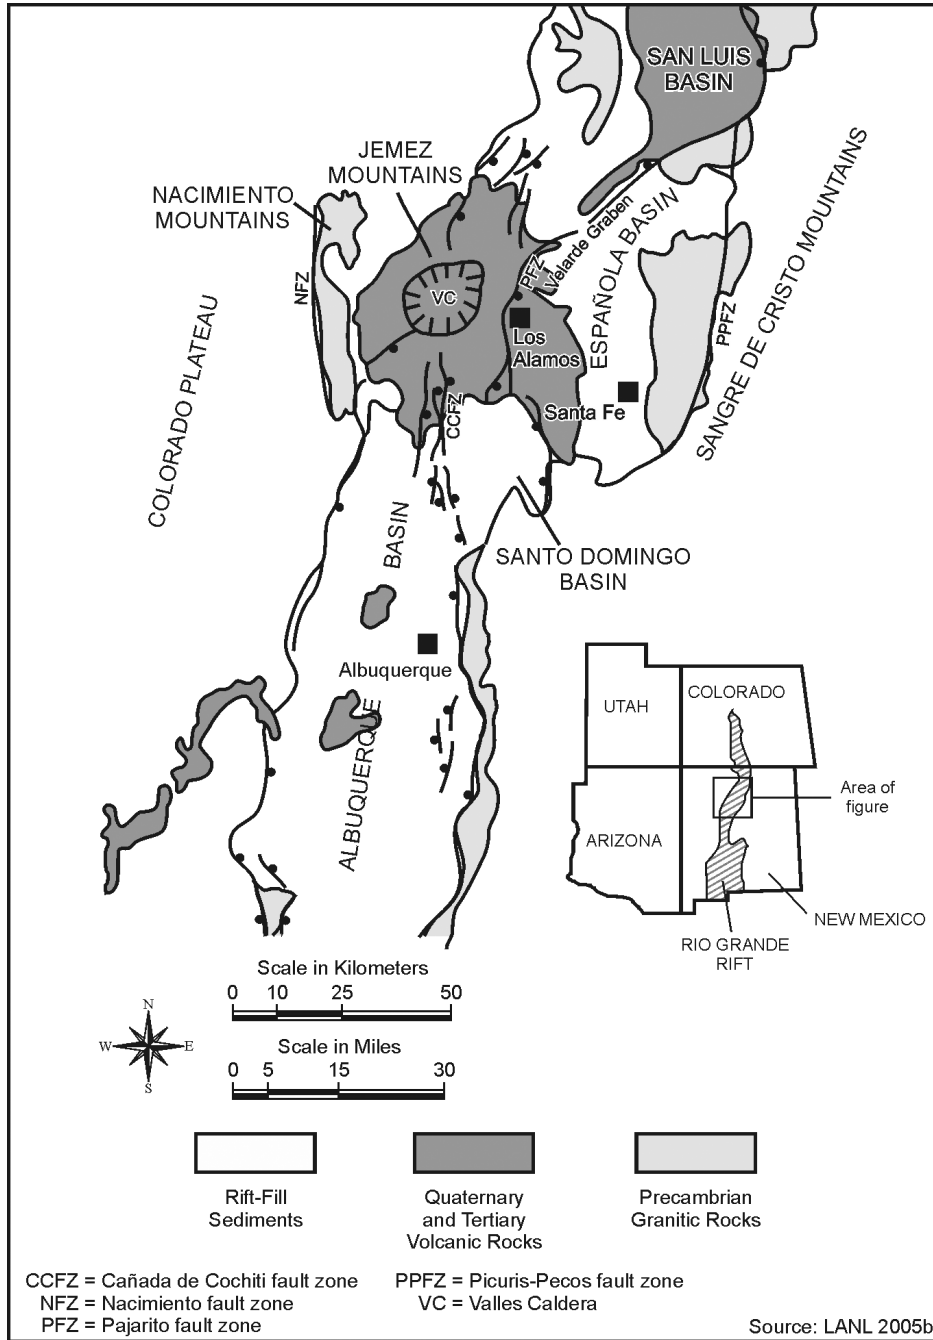 SAN LUIS
BASIN
JEMEZ
MOUNTAINS
NACIMIENTO
MOUNTAINS
SANGRE DE CRISTO MOUNTAINS
ESPAÑOLA BASIN
Velarde Graben
PFZ
NFZ
VC
PPFZ
Los
Alamos
COLORADO PLATEAU
Santa Fe
CCFZ
BASIN
SANTO DOMINGO
BASIN
Albuquerque
ALBUQUERQUE
UTAH
COLORADO
Area of
figure
ARIZONA
NEW MEXICO
RIO GRANDE
RIFT
Scale in Kilometers
0 10 25 50
N
W E
S
Scale in Miles
0 5 15 30
Rift-Fill
Sediments
Quaternary
and Tertiary
Volcanic Rocks
Precambrian
Granitic Rocks
CCFZ = Cañada de Cochiti fault zone
NFZ = Nacimiento fault zone
PFZ = Pajarito fault zone
PPFZ = Picuris-Pecos fault zone
VC = Valles Caldera
Source: LANL 2005b